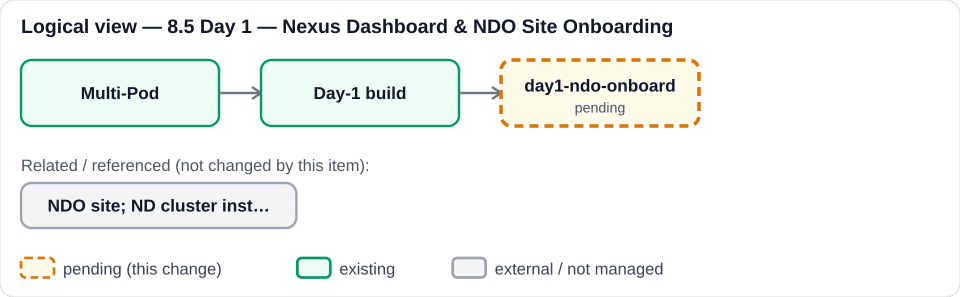 Logical view — 8.5 Day 1 — Nexus Dashboard & NDO Site Onboarding
Multi-Pod
Day-1 build
day1-ndo-onboard
pending
Related / referenced (not changed by this item):
NDO site; ND cluster inst…
pending (this change)
existing
external / not managed